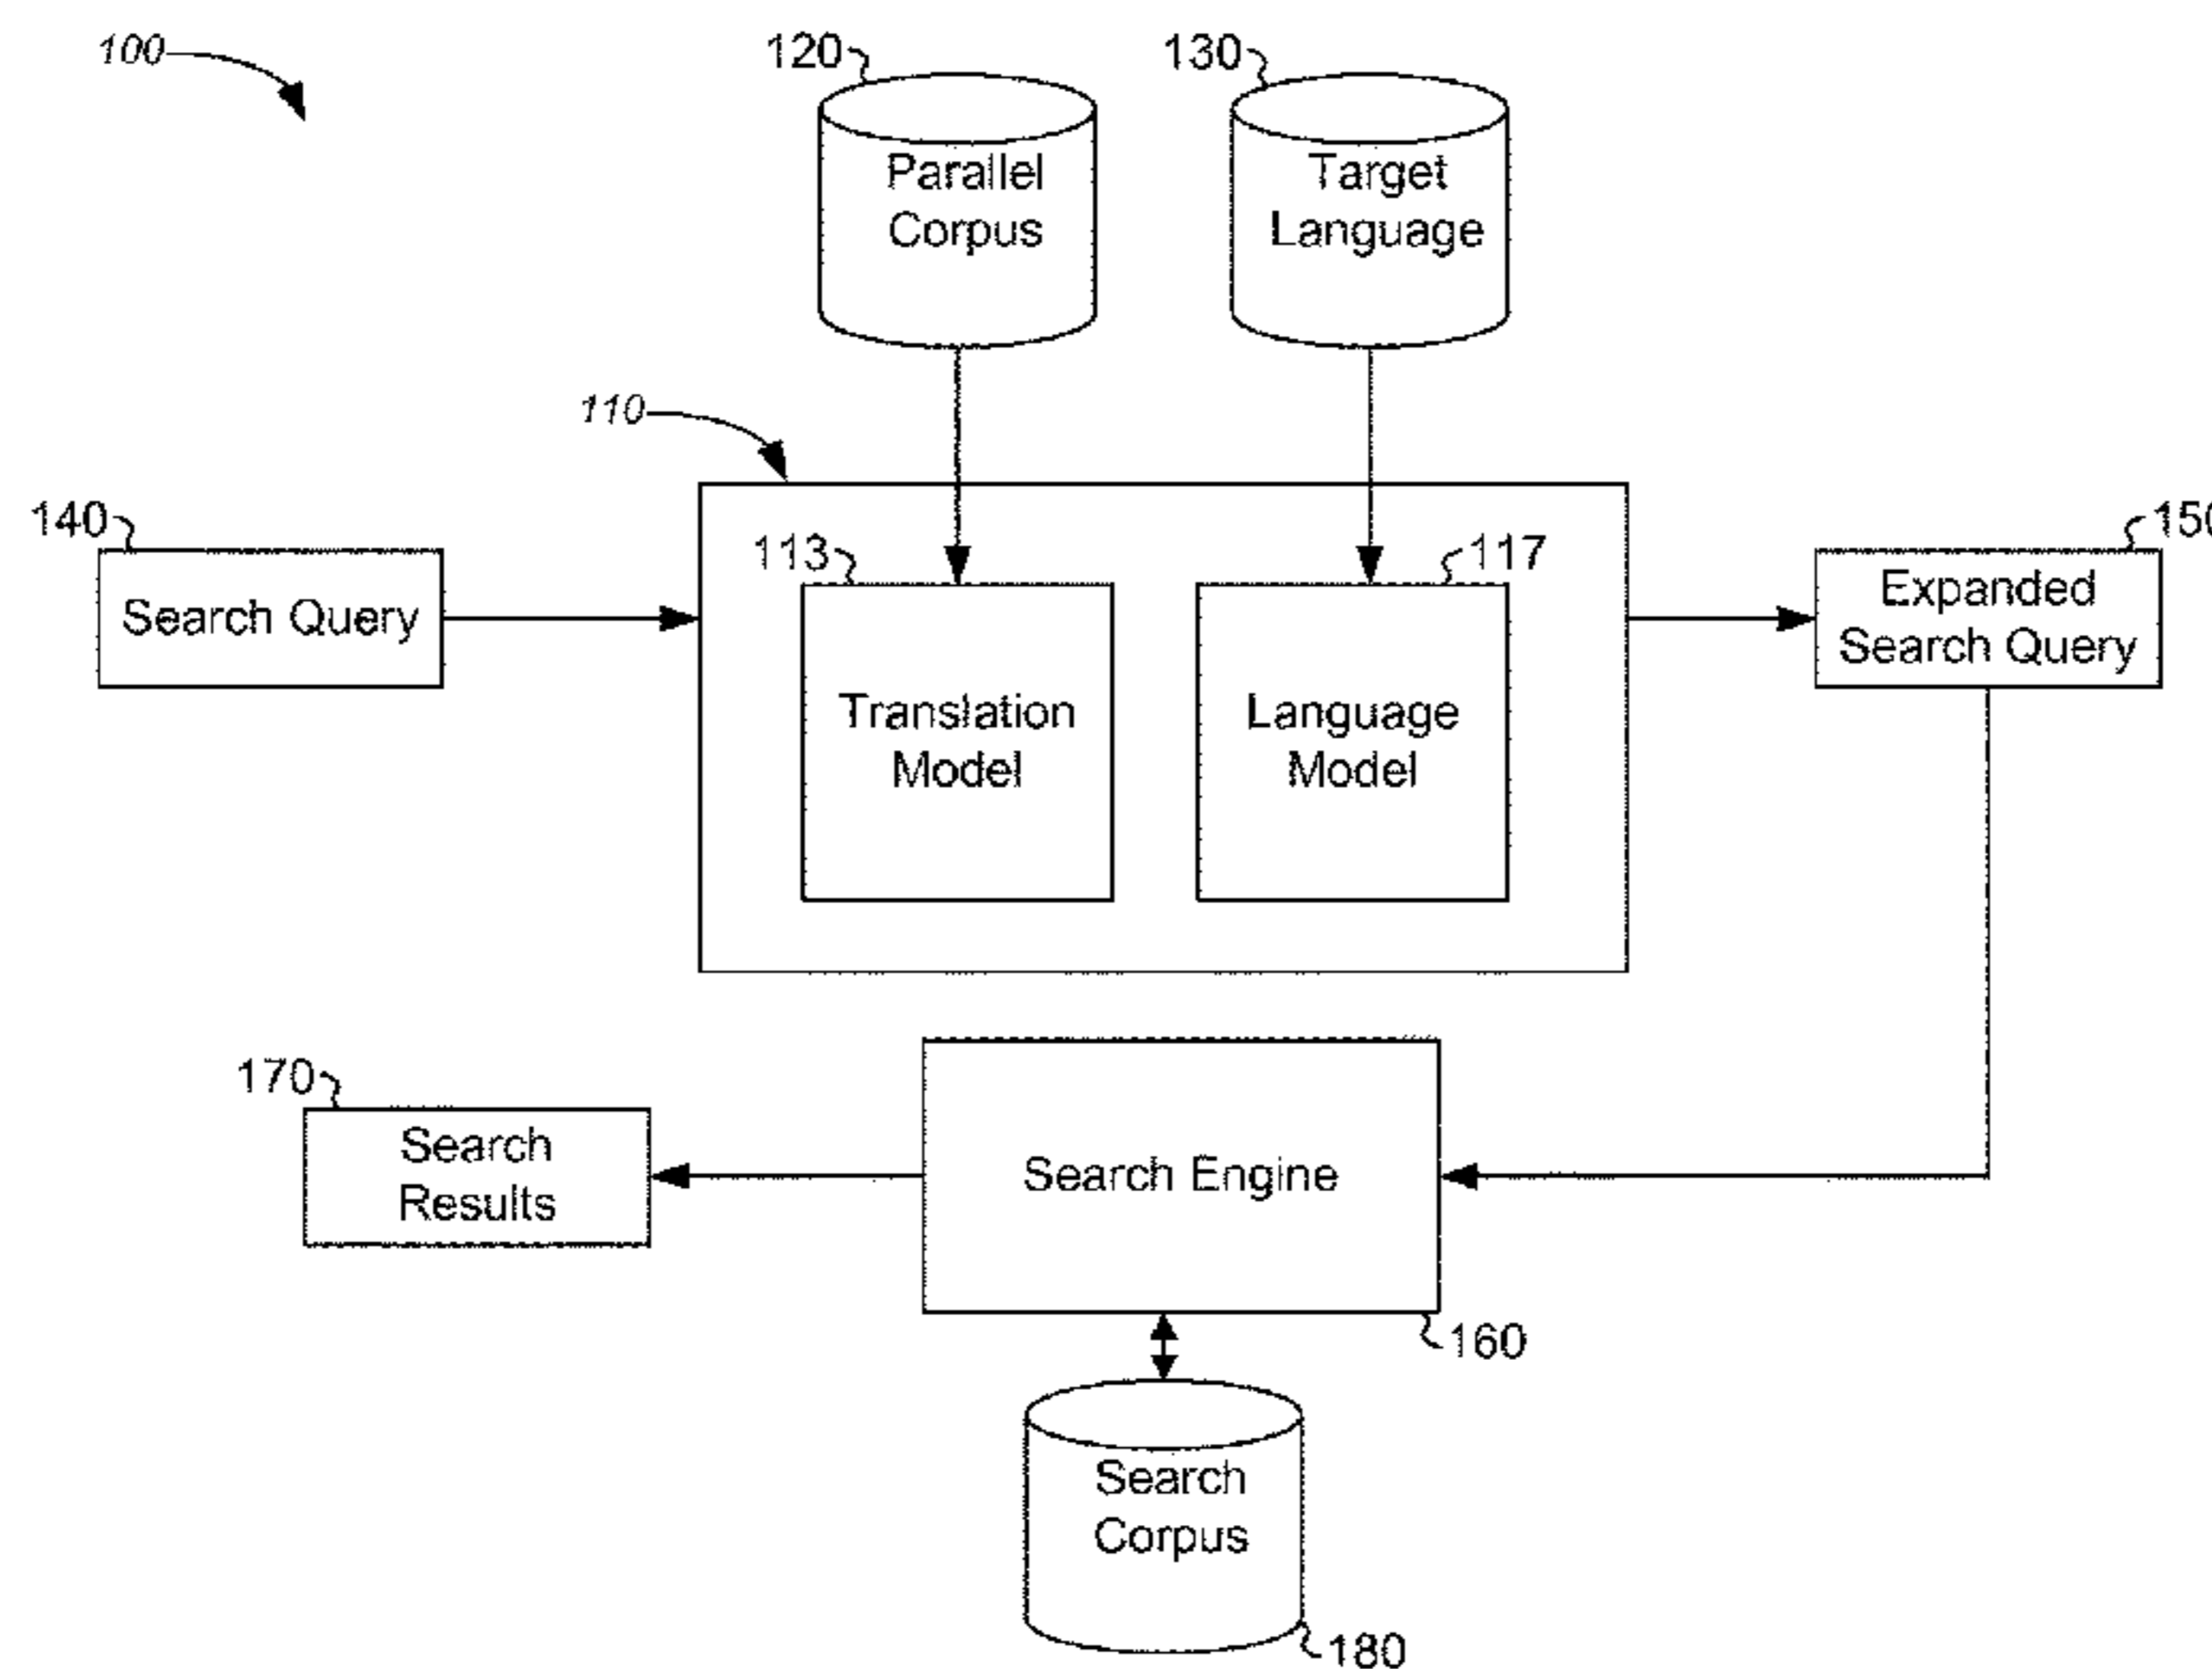 100
120
130
Parallel
Corpus
Target
Language
110
140
Search Query
113
117
Translation
Model
Language
Model
150
Expanded
Search Query
170
Search
Results
Search Engine
160
Search
Corpus
180